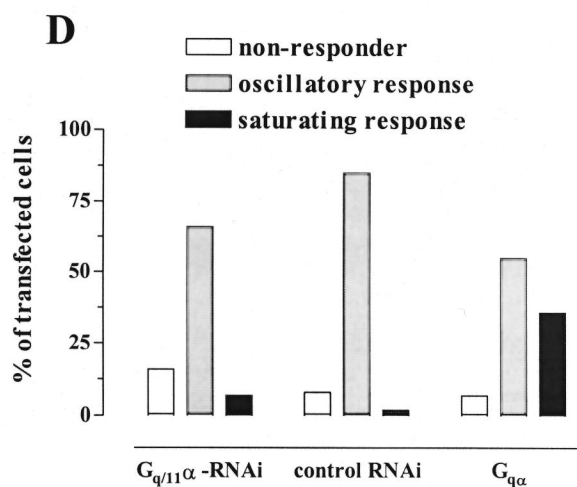 D
non-responder
oscillatory response
saturating response
% of transfected cells
100
75
50
25
0
Gq/11α -RNAi control RNAi Gqα